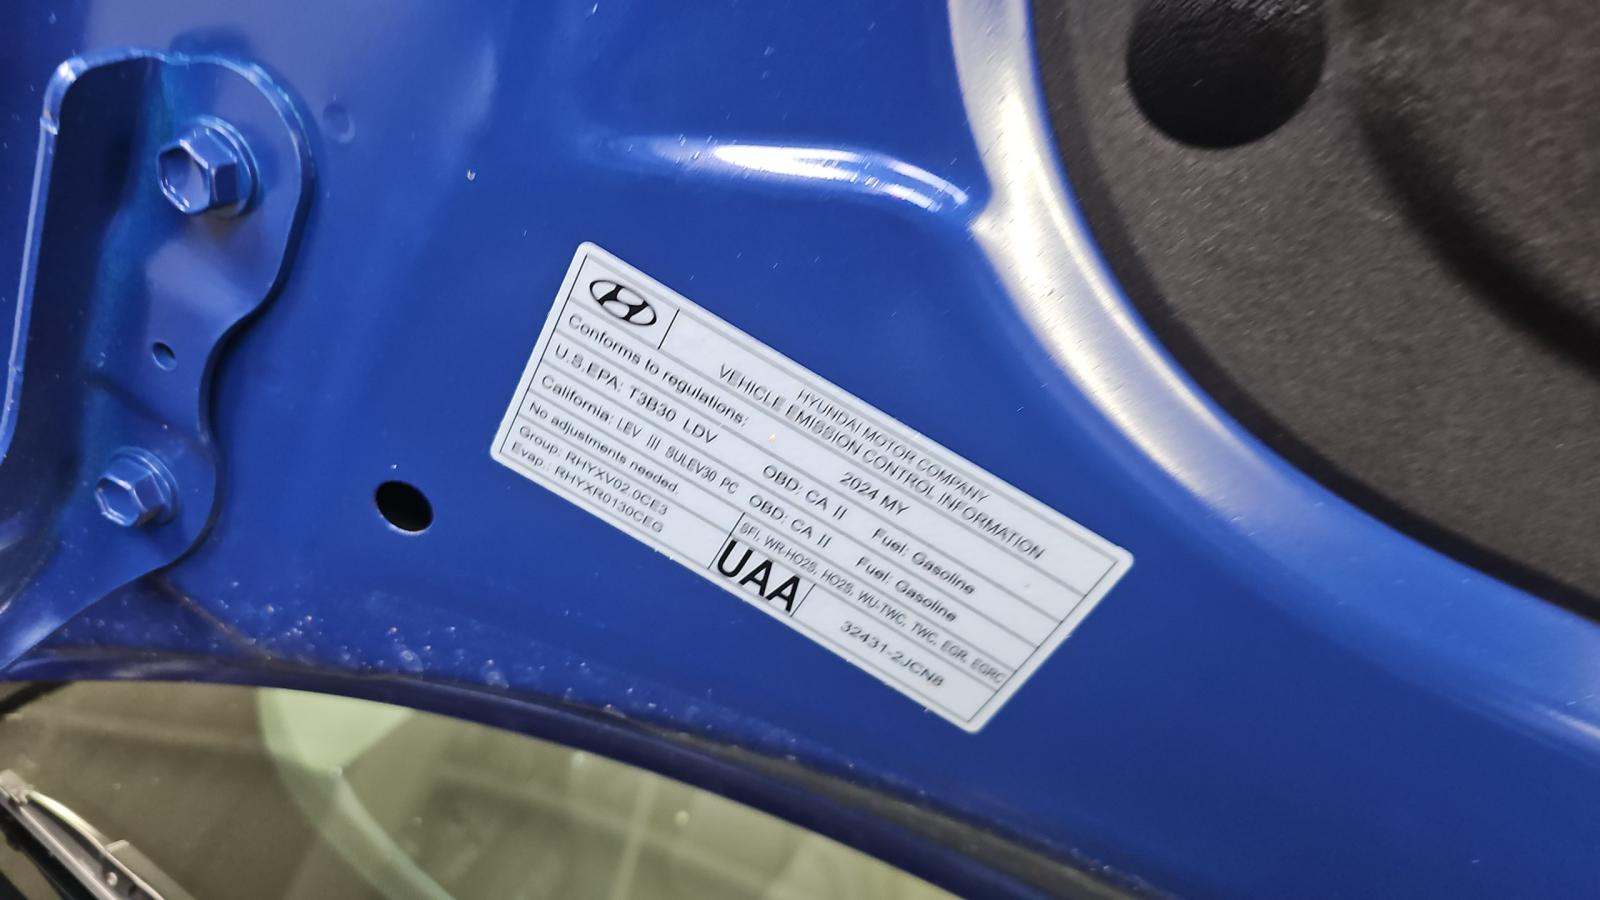 HYUNDAI MOTOR COMPANY
VEHICLE EMISSION CONTROL INFORMATION
Conforms to regulations: 2024 MY
U.S.EPA: T3B30 LDV OBD: CA II Fuel: Gasoline
California: LEV III SULEV30 PC OBD: CA II Fuel: Gasoline
No adjustments needed. SFI, WR-HO2S, HO2S, WU-TWC, TWC, EGR, EGRC
Group: RHYXV02.0CE3
Evap.: RHYXR0130CEG
UAA
32431-2JCN8